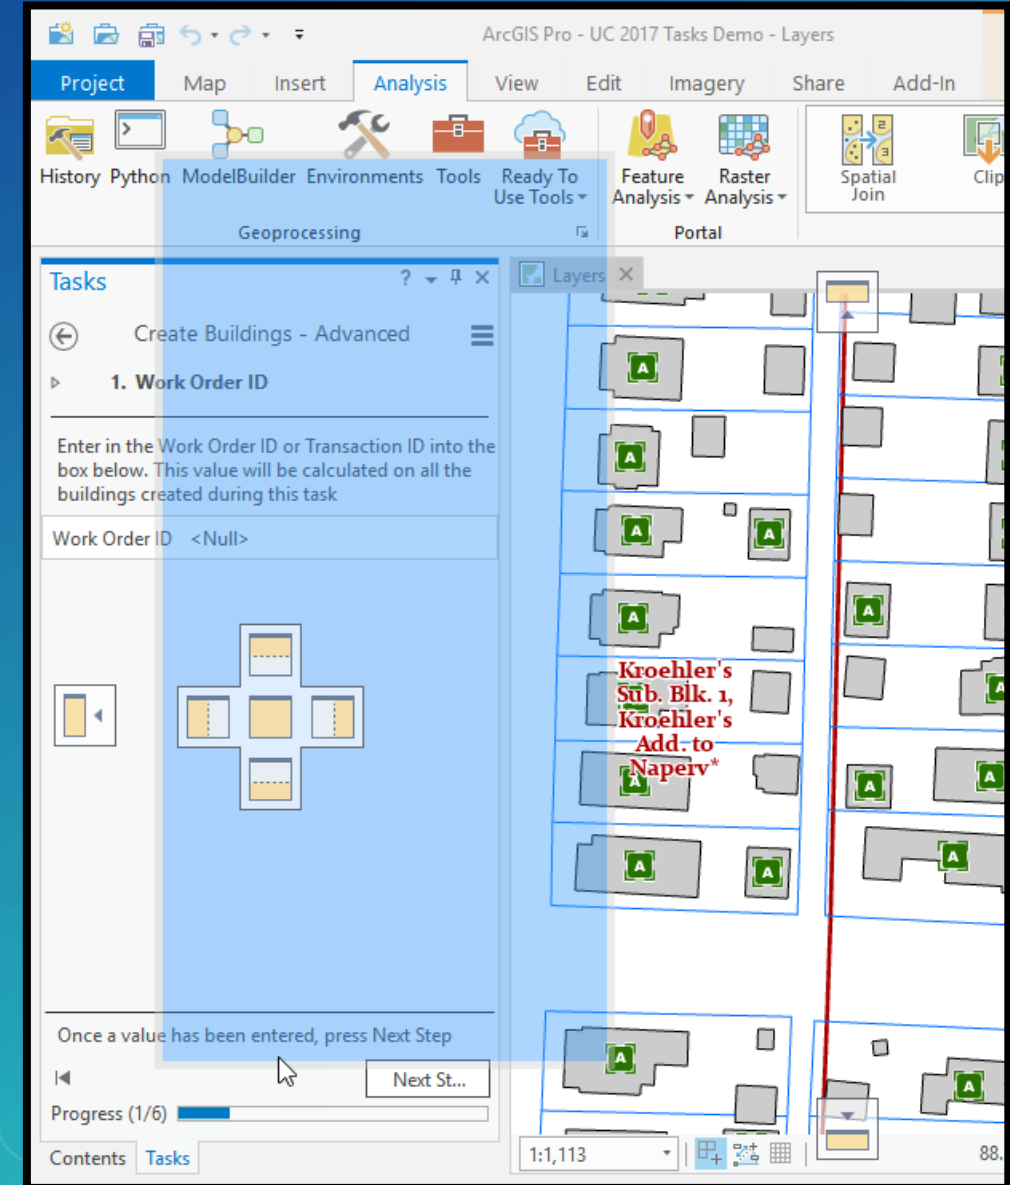 ArcGIS Pro - UC 2017 Tasks Demo - Layers
Project Map Insert Analysis View Edit Imagery Share Add-In
History Python ModelBuilder Environments Tools Ready To Use Tools Feature Analysis Raster Analysis Spatial Join Clip
Geoprocessing Portal
Tasks ?
Layers
Create Buildings - Advanced
1. Work Order ID
Enter in the Work Order ID or Transaction ID into the
box below. This value will be calculated on all the
buildings created during this task
Work Order ID <Null>
A
A
A A
A A
Kroehler's
Sub. Blk. 1,
Kroehler's
Add. to
Naperv*
A
A A A
A A A
A A
Once a value has been entered, press Next Step
Next St...
Progress (1/6)
Contents Tasks
1:1,113
88.